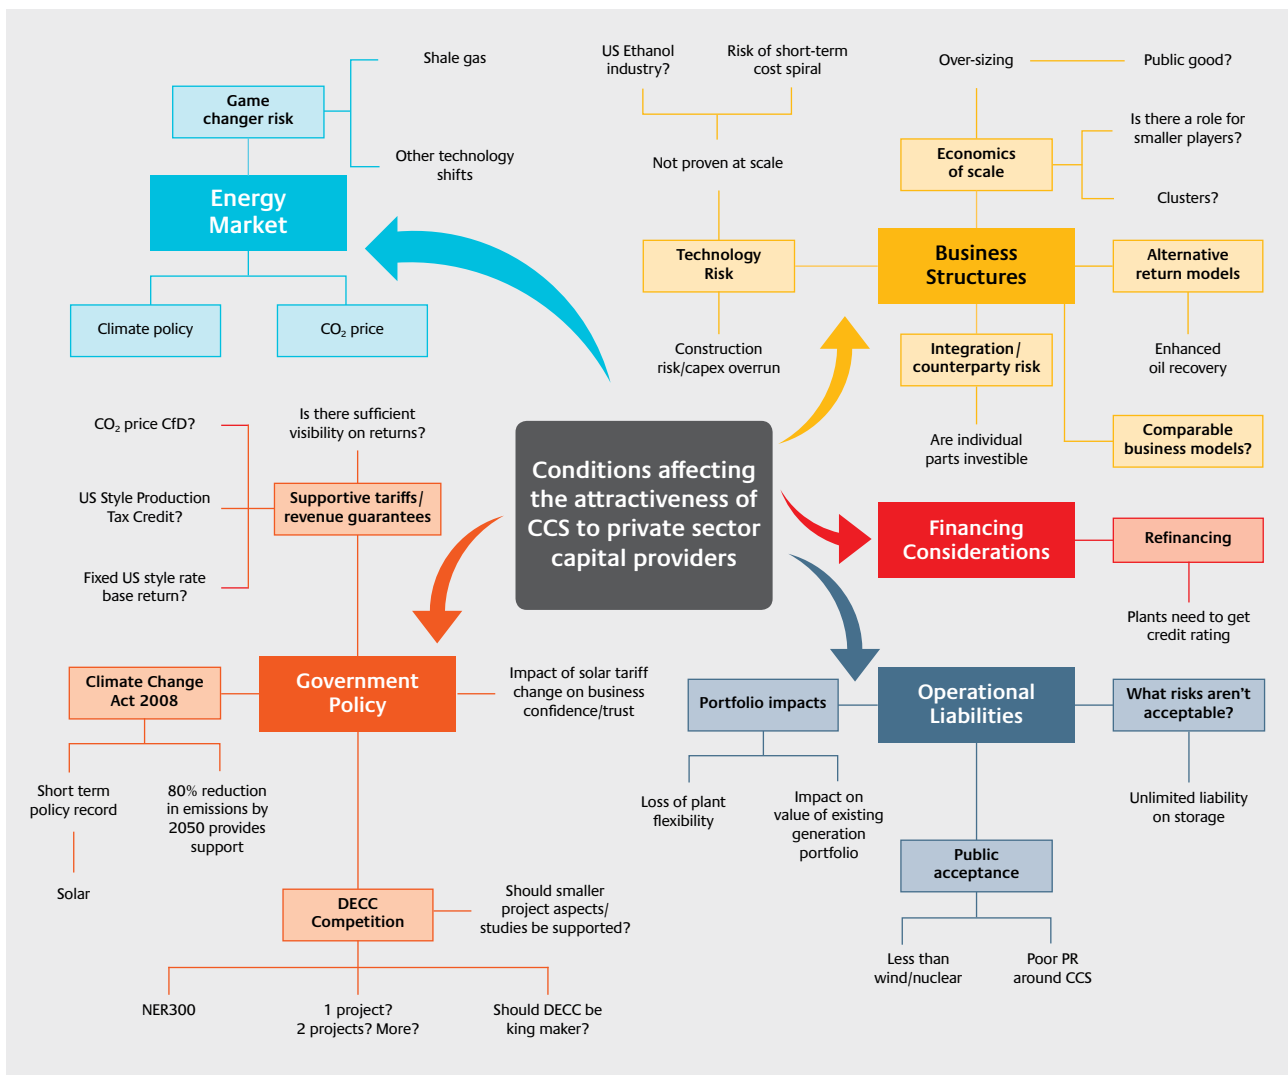 Shale gas
Game
changer risk
Other technology
shifts
Energy
Market
Climate policy
CO₂ price
US Ethanol
industry?
Risk of short-term
cost spiral
Not proven at scale
Technology
Risk
Construction
risk/capex overrun
Over-sizing
Public good?
Economics
of scale
Is there a role for
smaller players?
Clusters?
Business
Structures
Alternative
return models
Enhanced
oil recovery
Integration/
counterparty risk
Are individual
parts investible
Comparable
business models?
Conditions affecting
the attractiveness of
CCS to private sector
capital providers
Financing
Considerations
Refinancing
Plants need to get
credit rating
CO₂ price CfD?
Is there sufficient
visibility on returns?
US Style Production
Tax Credit?
Supportive tariffs/
revenue guarantees
Fixed US style rate
base return?
Climate Change
Act 2008
Government
Policy
Impact of solar tariff
change on business
confidence/trust
Short term
policy record
80% reduction
in emissions by
2050 provides
support
Solar
DECC
Competition
Should smaller
project aspects/
studies be supported?
NER300
1 project?
2 projects? More?
Should DECC be
king maker?
Portfolio impacts
Operational
Liabilities
What risks aren't
acceptable?
Loss of plant
flexibility
Impact on
value of existing
generation
portfolio
Unlimited liability
on storage
Public
acceptance
Less than
wind/nuclear
Poor PR
around CCS